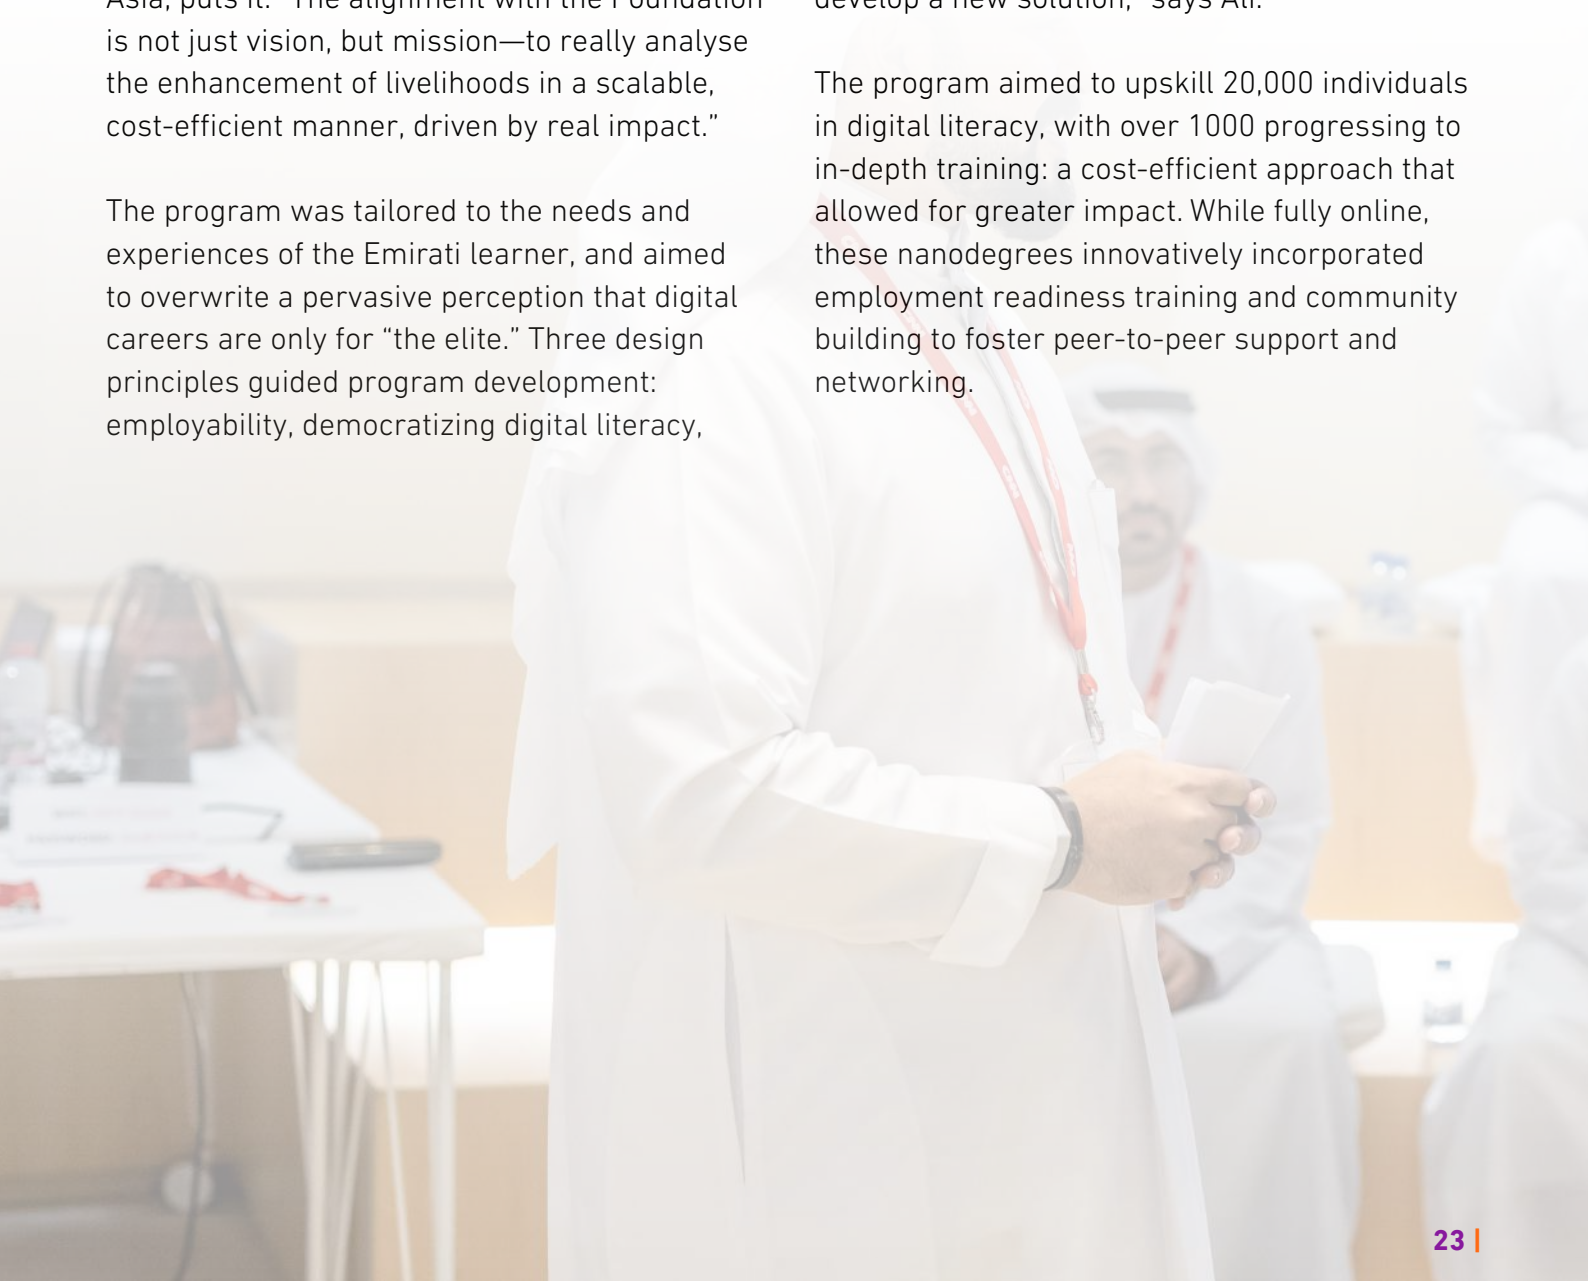 is not just vision, but mission—to really analyse
the enhancement of livelihoods in a scalable,
cost-efficient manner, driven by real impact.”
The program was tailored to the needs and
experiences of the Emirati learner, and aimed
to overwrite a pervasive perception that digital
careers are only for “the elite.” Three design
principles guided program development:
employability, democratizing digital literacy,
develop a new solution,” says Ali.
The program aimed to upskill 20,000 individuals
in digital literacy, with over 1000 progressing to
in-depth training: a cost-efficient approach that
allowed for greater impact. While fully online,
these nanodegrees innovatively incorporated
employment readiness training and community
building to foster peer-to-peer support and
networking.
23 |